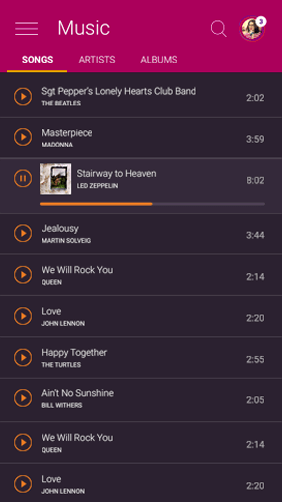 Music
3
SONGS ARTISTS ALBUMS
Sgt Pepper's Lonely Hearts Club Band
THE BEATLES
2:02
Masterpiece
MADONNA
3:59
Stairway to Heaven
LED ZEPPELIN
8:02
Jealousy
MARTIN SOLVEIG
3:44
We Will Rock You
QUEEN
2:14
Love
JOHN LENNON
2:20
Happy Together
THE TURTLES
2:55
Ain't No Sunshine
BILL WITHERS
2:05
We Will Rock You
QUEEN
2:14
Love
JOHN LENNON
2:20